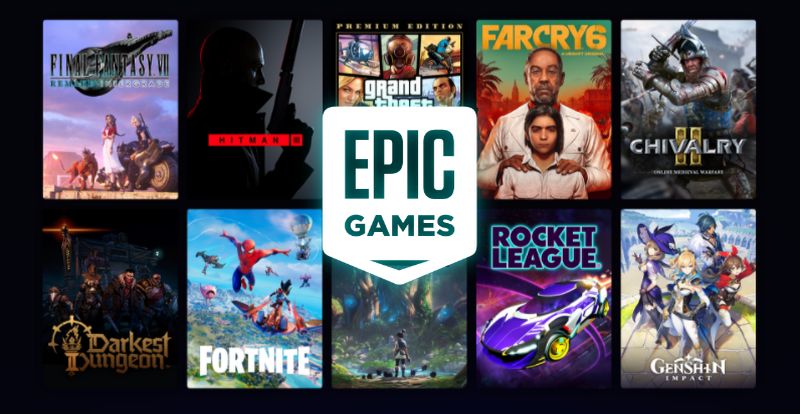 FINAL FANTASY VII
REMAKE INTERGRADE
HITMAN III
PREMIUM EDITION
grand
theft
FARCRY6
A UBISOFT ORIGINAL
CHIVALRY
II
ONLINE MEDIEVAL WARFARE
EPIC
GAMES
Darkest
Dungeon
FORTNITE
ROCKET
LEAGUE
GENSHIN
IMPACT